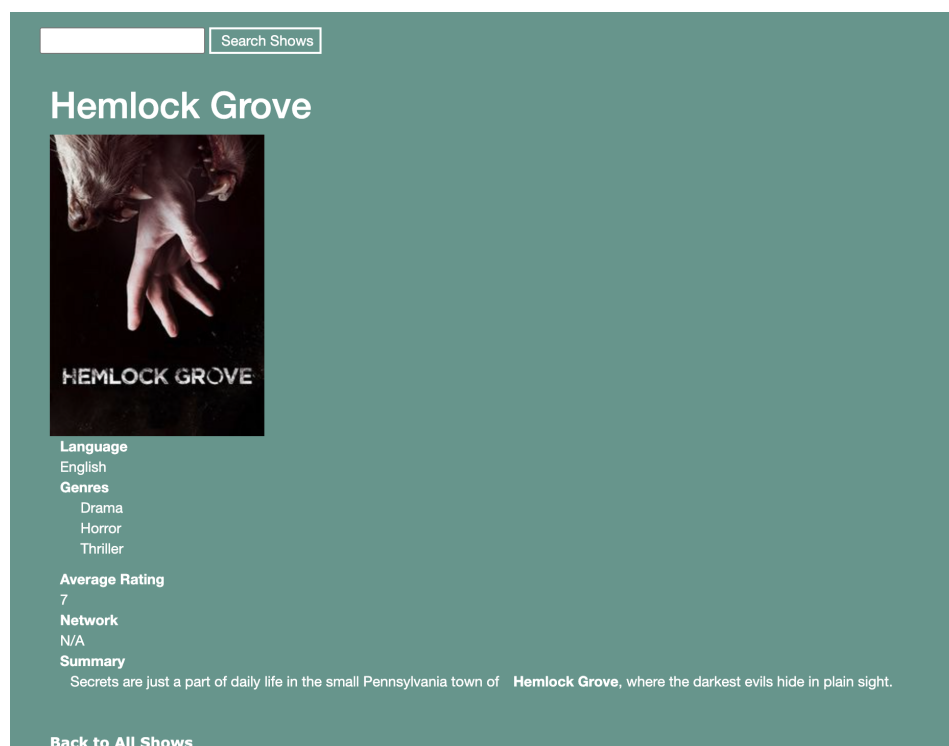 Search Shows
Hemlock Grove
HEMLOCK GROVE
Language
English
Genres
Drama
Horror
Thriller
Average Rating
7
Network
N/A
Summary
Secrets are just a part of daily life in the small Pennsylvania town of Hemlock Grove, where the darkest evils hide in plain sight.
Back to All Shows